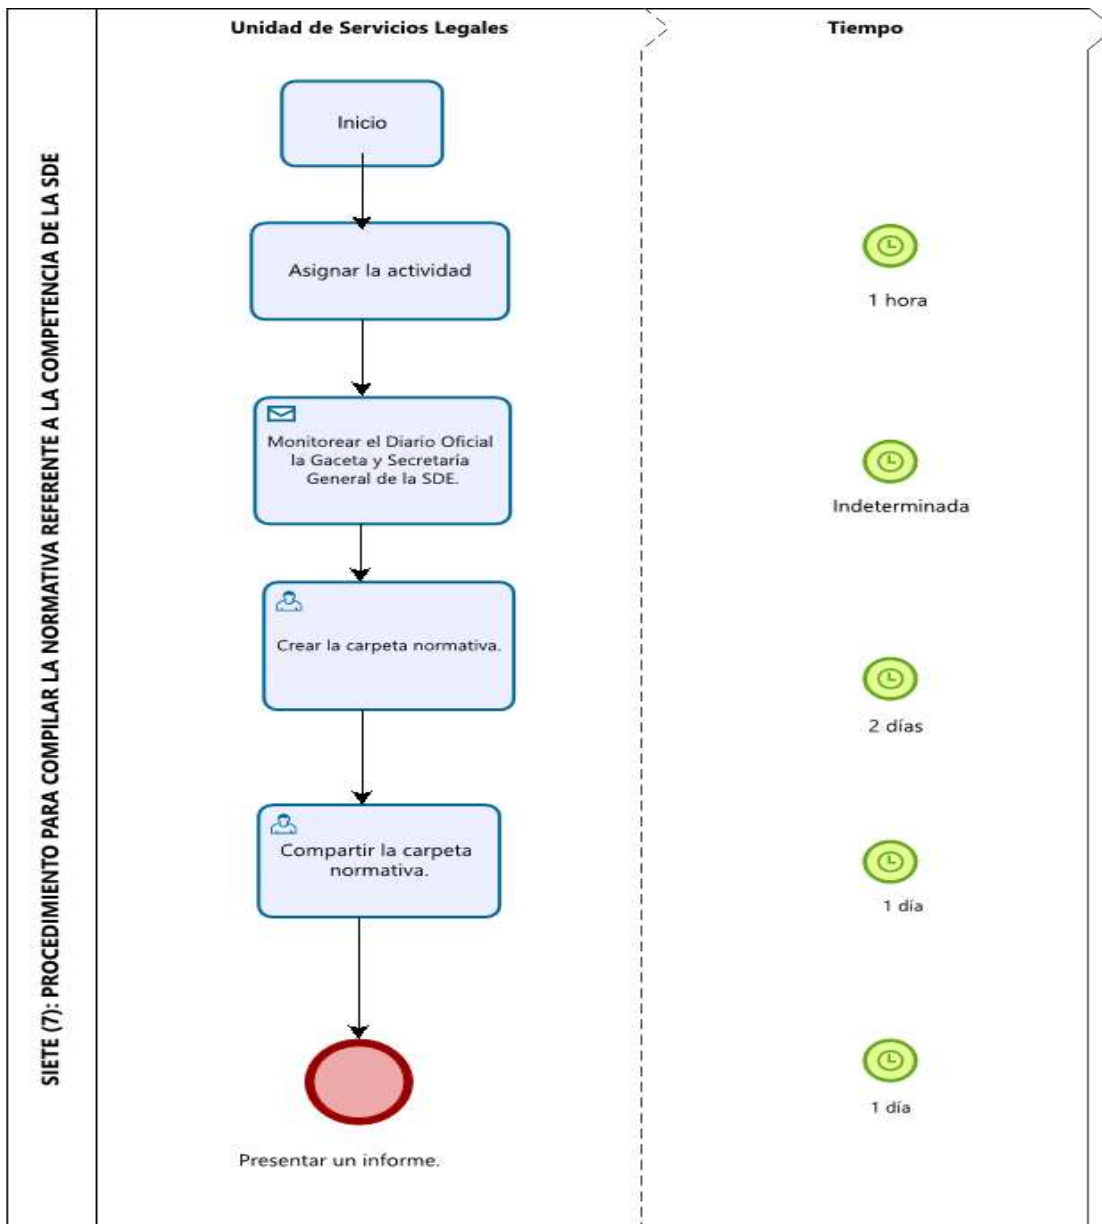 SIETE (7): PROCEDIMIENTO PARA COMPILAR LA NORMATIVA REFERENTE A LA COMPETENCIA DE LA SDE
Unidad de Servicios Legales
Tiempo
Inicio
Asignar la actividad
1 hora
Monitorear el Diario Oficial
la Gaceta y Secretaría
General de la SDE.
Indeterminada
Crear la carpeta normativa.
2 días
Compartir la carpeta
normativa.
1 día
1 día
Presentar un informe.